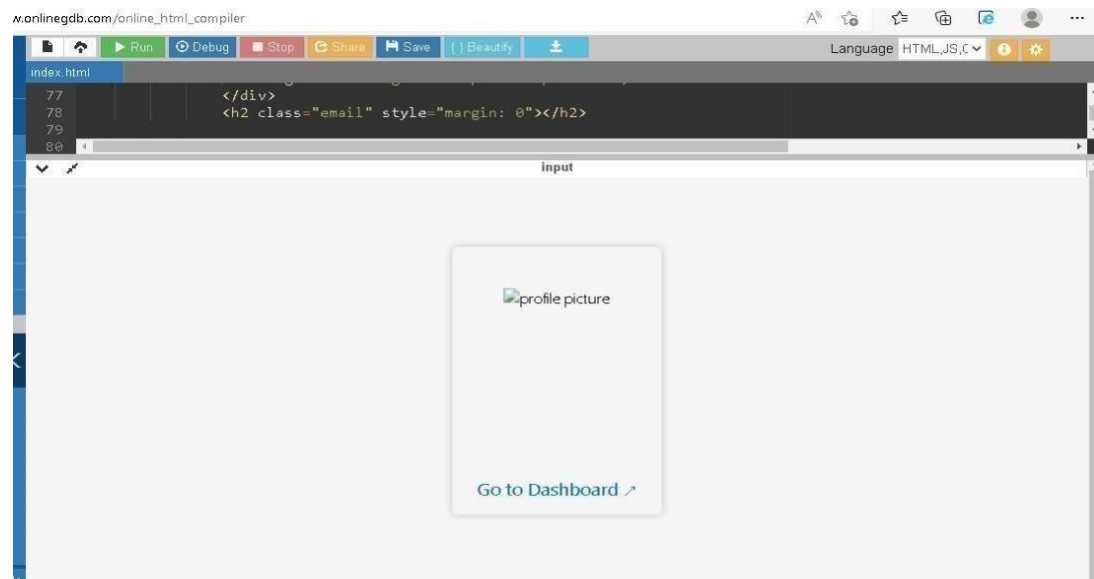 w.onlinegdb.com/online_html_compiler
Run Debug Stop Share Save { } Beautify Language HTML,JS,C
index.html
77 </div>
78 <h2 class="email" style="margin: 0"></h2>
79
80
input
profile picture
Go to Dashboard ↗